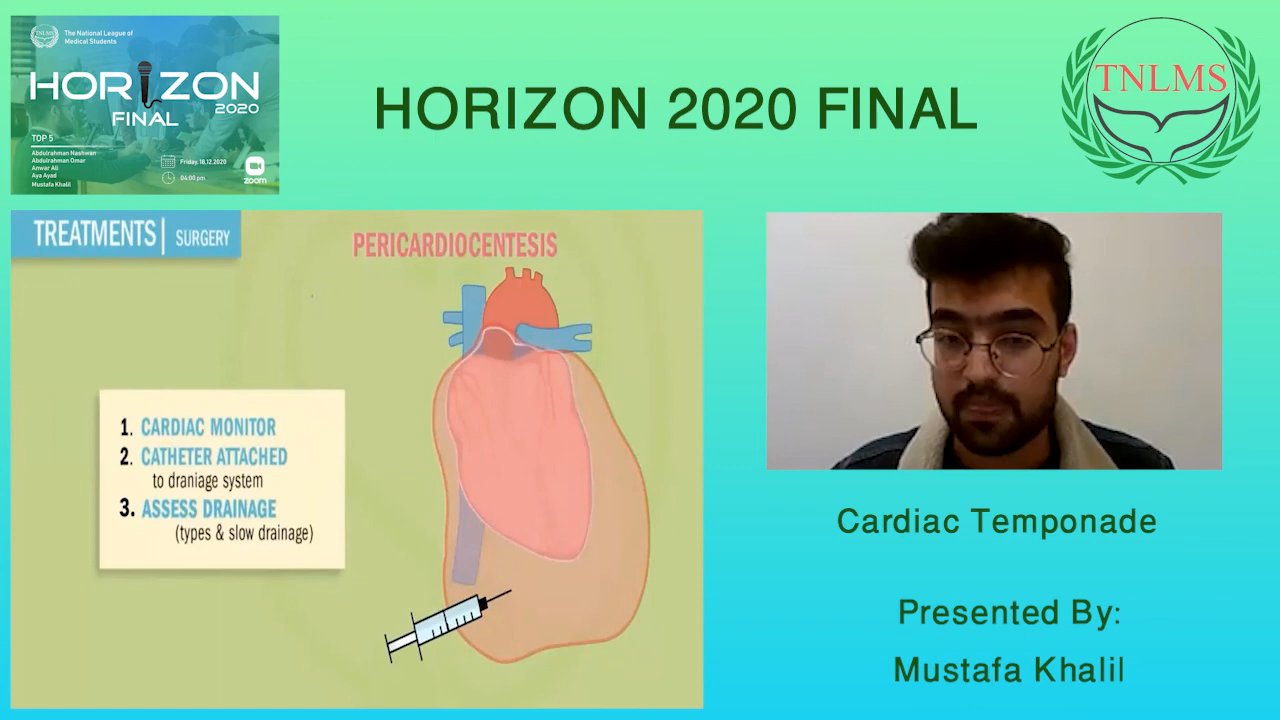 The National League of
Medical Students
HORIZON
2020
FINAL
TOP 5
Abdulrahman Nashwan
Abdulrahman Omar
Anwar Ali
Aya Ayad
Mustafa Khalil
Friday, 18,12,2020
04:00 pm
zoom
HORIZON 2020 FINAL
TNLMS
TREATMENTS | SURGERY
PERICARDIOCENTESIS
1. CARDIAC MONITOR
2. CATHETER ATTACHED
to draniage system
3. ASSESS DRAINAGE
(types & slow drainage)
Cardiac Temponade
Presented By:
Mustafa Khalil